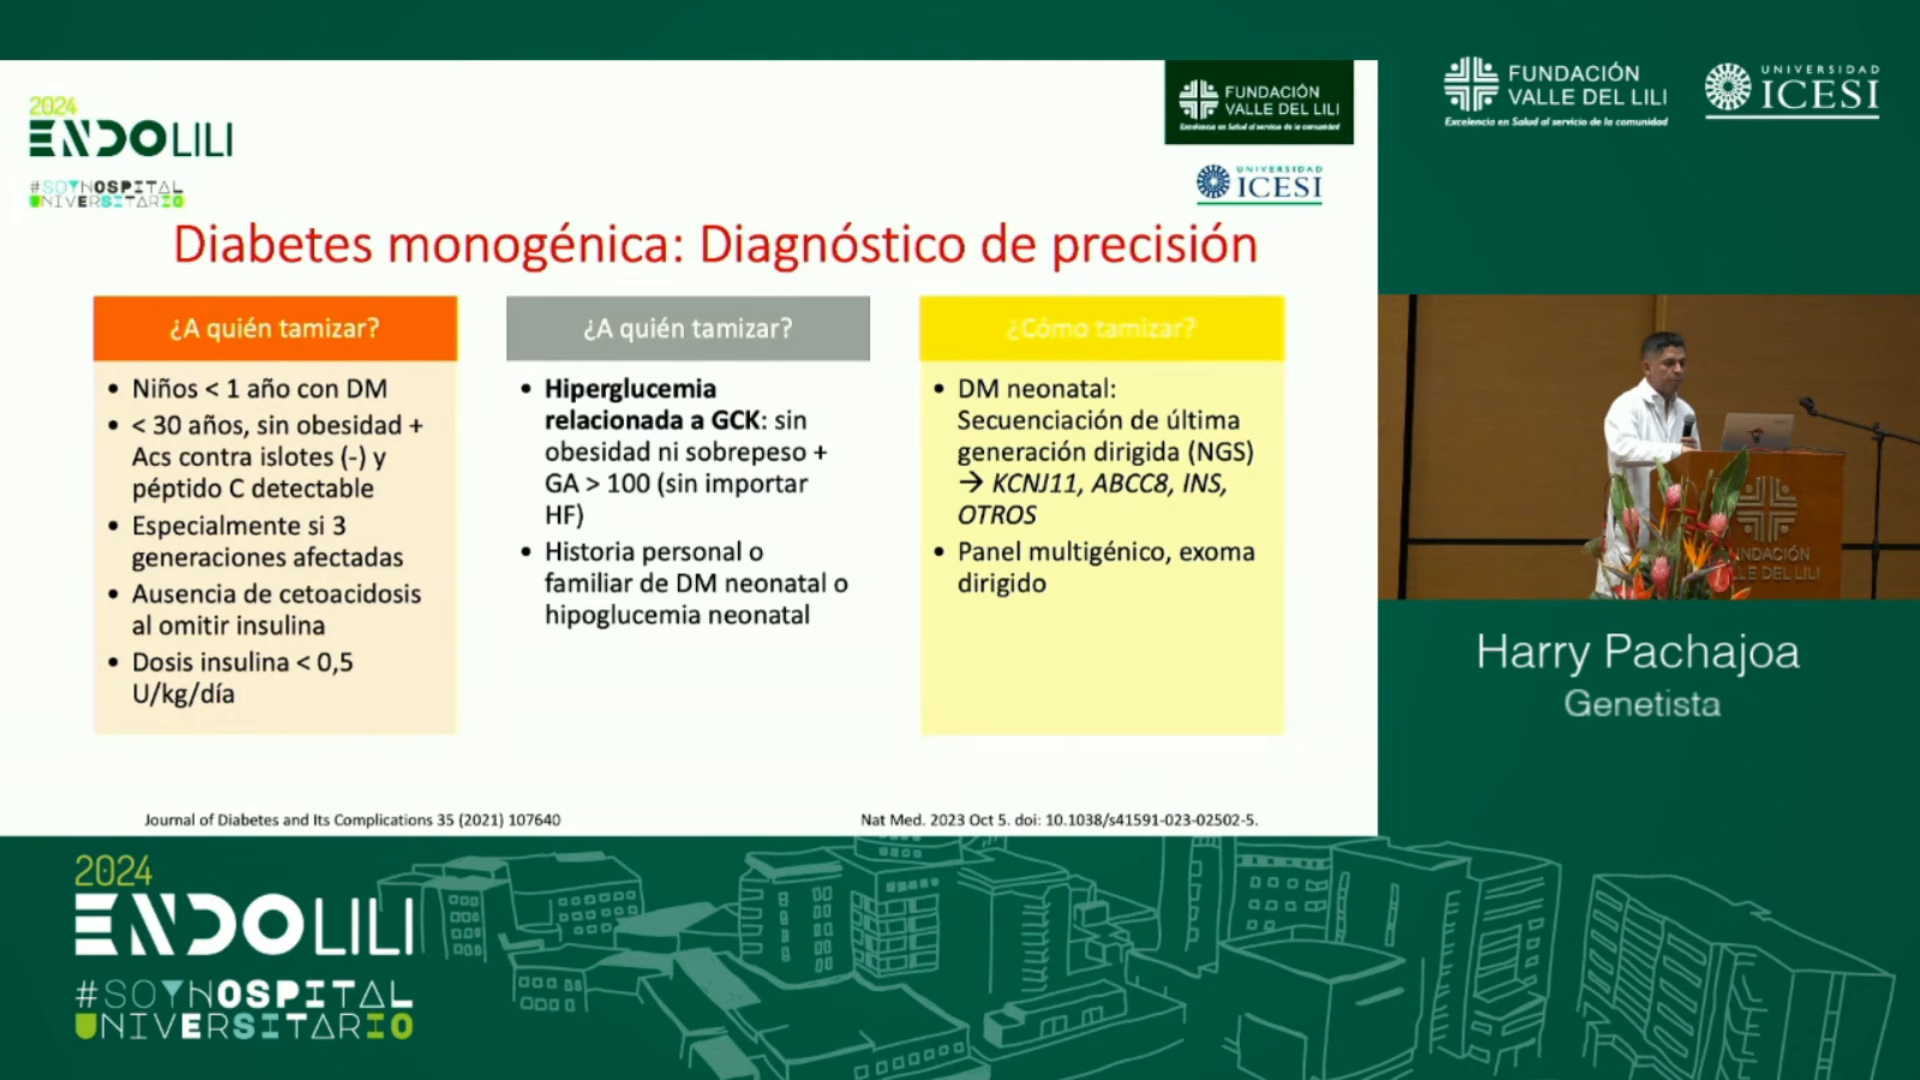 2024
ENDOLILI
#SOYHOSPITAL
UNIVERSITARIO
FUNDACIÓN
VALLE DEL LILI
Excelencia en Salud al servicio de la comunidad
UNIVERSIDAD
ICESI
Diabetes monogénica: Diagnóstico de precisión
¿A quién tamizar?
• Niños < 1 año con DM
• < 30 años, sin obesidad +
Acs contra islotes (-) y
péptido C detectable
• Especialmente si 3
generaciones afectadas
• Ausencia de cetoacidosis
al omitir insulina
• Dosis insulina < 0,5
U/kg/día
¿A quién tamizar?
• Hiperglucemia
relacionada a GCK: sin
obesidad ni sobrepeso +
GA > 100 (sin importar
HF)
• Historia personal o
familiar de DM neonatal o
hipoglucemia neonatal
¿Cómo tamizar?
• DM neonatal:
Secuenciación de última
generación dirigida (NGS)
→ KCNJ11, ABCC8, INS,
OTROS
• Panel multigénico, exoma
dirigido
Journal of Diabetes and Its Complications 35 (2021) 107640
Nat Med. 2023 Oct 5. doi: 10.1038/s41591-023-02502-5.
FUNDACIÓN
VALLE DEL LILI
Excelencia en Salud al servicio de la comunidad
UNIVERSIDAD
ICESI
Harry Pachajoa
Genetista
2024
ENDOLILI
#SOYHOSPITAL
UNIVERSITARIO